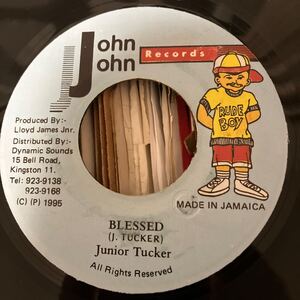 John
John
Records
Produced By:-
Lloyd James Jnr.
Distributed By:-
Dynamic Sounds
15 Bell Road,
Kingston 11.
Tel: 923-9138
923-9168
(C) (P) 1995
RUDE
BOY
MADE IN JAMAICA
BLESSED
(J. TUCKER)
Junior Tucker
All Rights Reserved